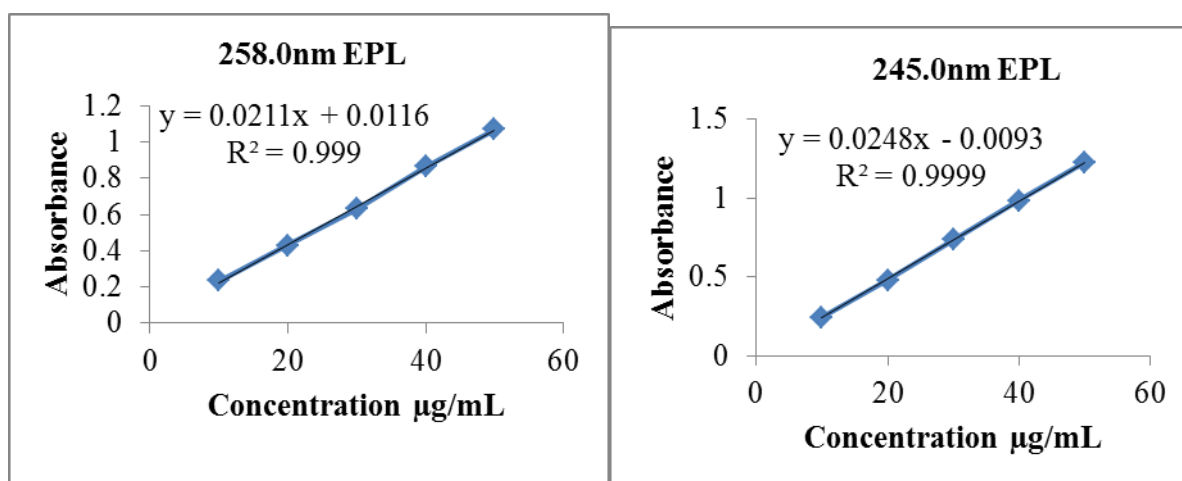 258.0nm EPL
y = 0.0211x + 0.0116
R² = 0.999
1.2
1
0.8
0.6
0.4
0.2
0
0
20
40
60
Absorbance
Concentration µg/mL
245.0nm EPL
y = 0.0248x - 0.0093
R² = 0.9999
1.5
1
0.5
0
0
20
40
60
Absorbance
Concentration µg/mL